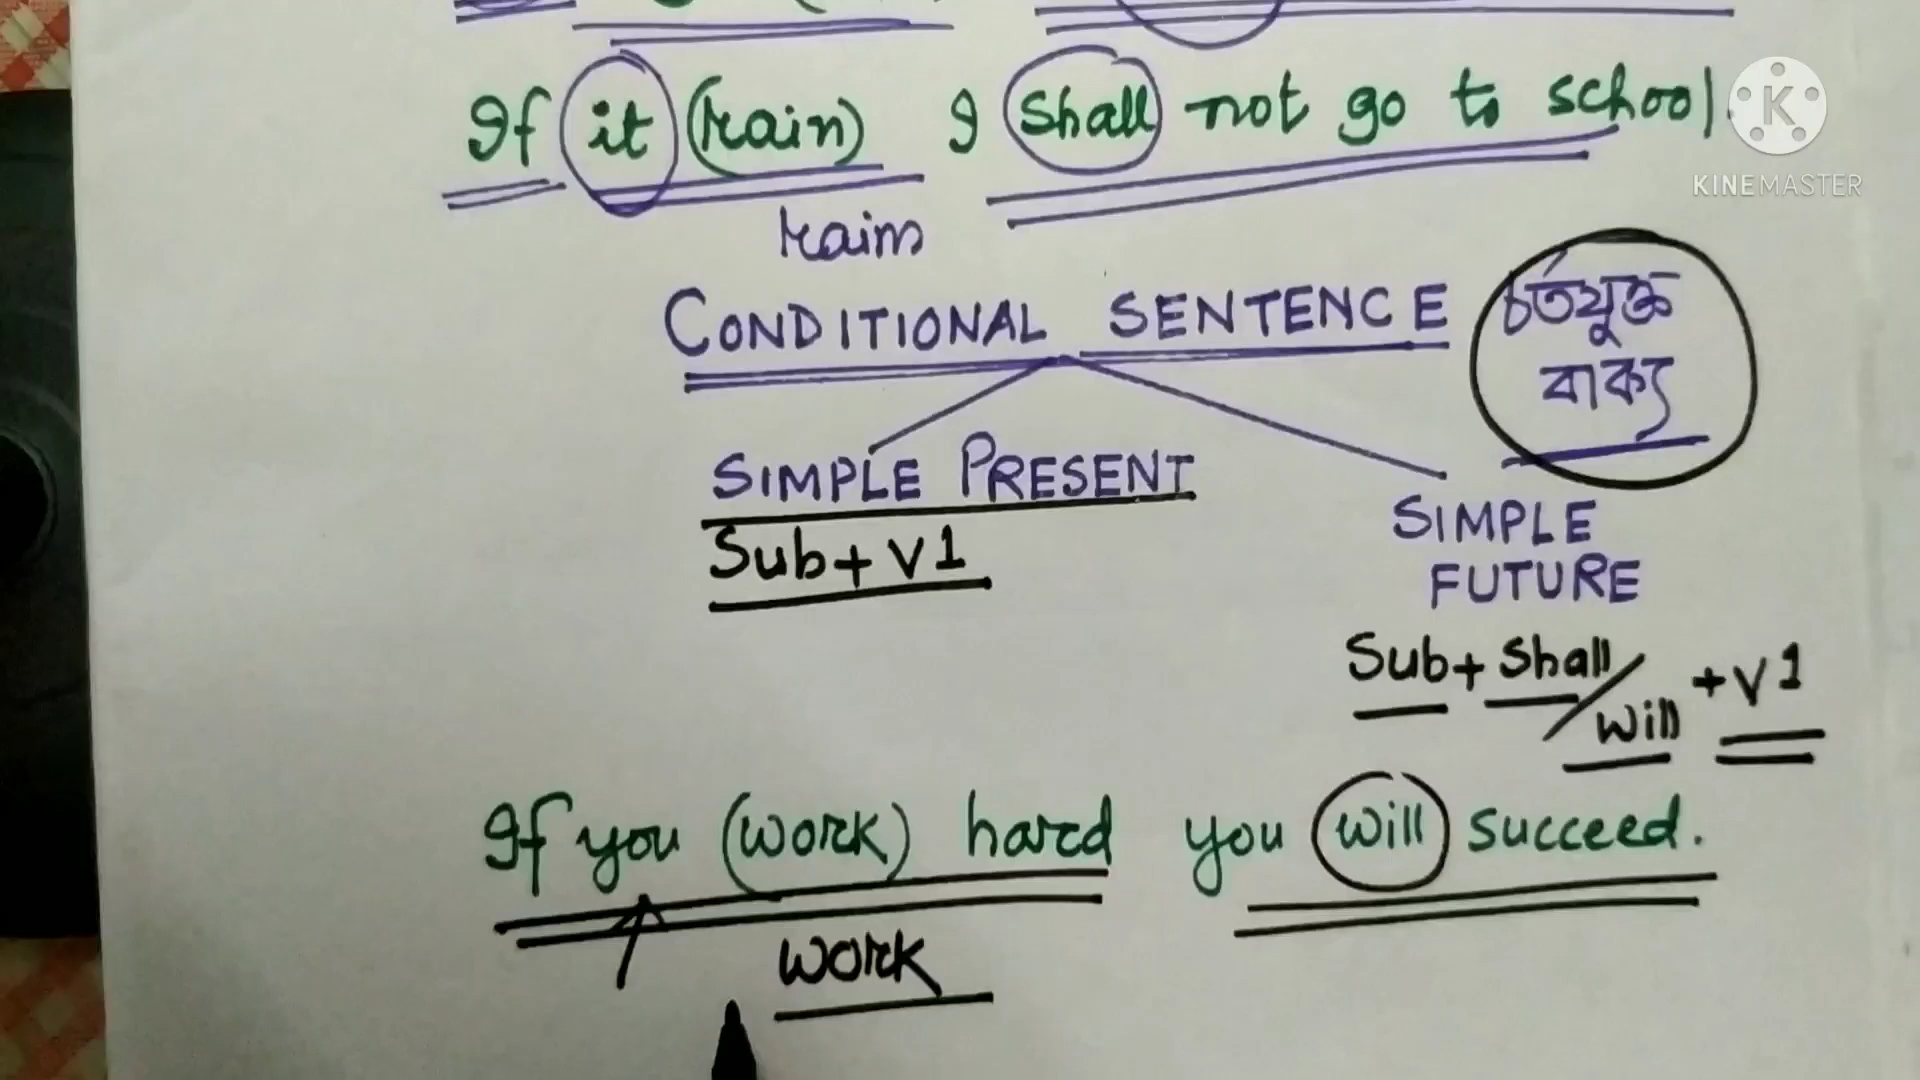 If it (rain) I shall not go to school.
K
KINEMASTER
rains
CONDITIONAL SENTENCE
চর্তযুক্ত
বাক্য
SIMPLE PRESENT
Sub+V1
SIMPLE
FUTURE
Sub+Shall/Will+V1
If you (work) hard you will succeed.
work